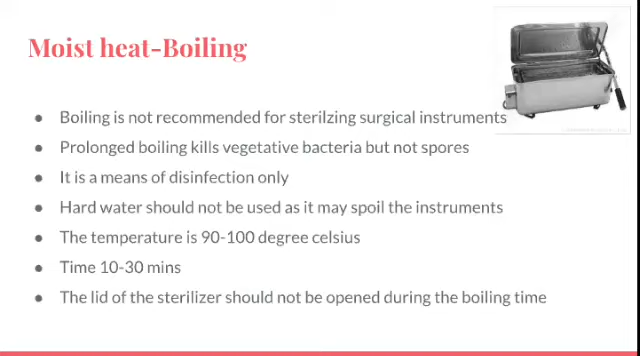 Moist heat-Boiling
● Boiling is not recommended for sterilzing surgical instruments
● Prolonged boiling kills vegetative bacteria but not spores
● It is a means of disinfection only
● Hard water should not be used as it may spoil the instruments
● The temperature is 90-100 degree celsius
● Time 10-30 mins
● The lid of the sterilizer should not be opened during the boiling time